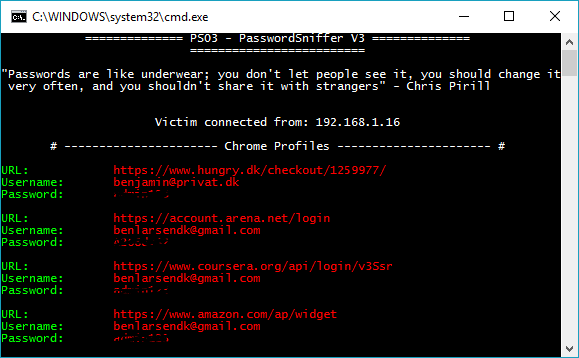 C:\WINDOWS\system32\cmd.exe
============== PS03 - PasswordSniffer V3 ==============
=========================
"Passwords are like underwear; you don't let people see it, you should change it
very often, and you shouldn't share it with strangers" - Chris Pirill
Victim connected from: 192.168.1.16
# ---------------------- Chrome Profiles ---------------------- #
URL: https://www.hungry.dk/checkout/1259977/
Username: benjamin@privat.dk
Password:
URL: https://account.arena.net/login
Username: benlarsendk@gmail.com
Password:
URL: https://www.coursera.org/api/login/v3Ssr
Username: benlarsendk@gmail.com
Password:
URL: https://www.amazon.com/ap/widget
Username: benlarsendk@gmail.com
Password: